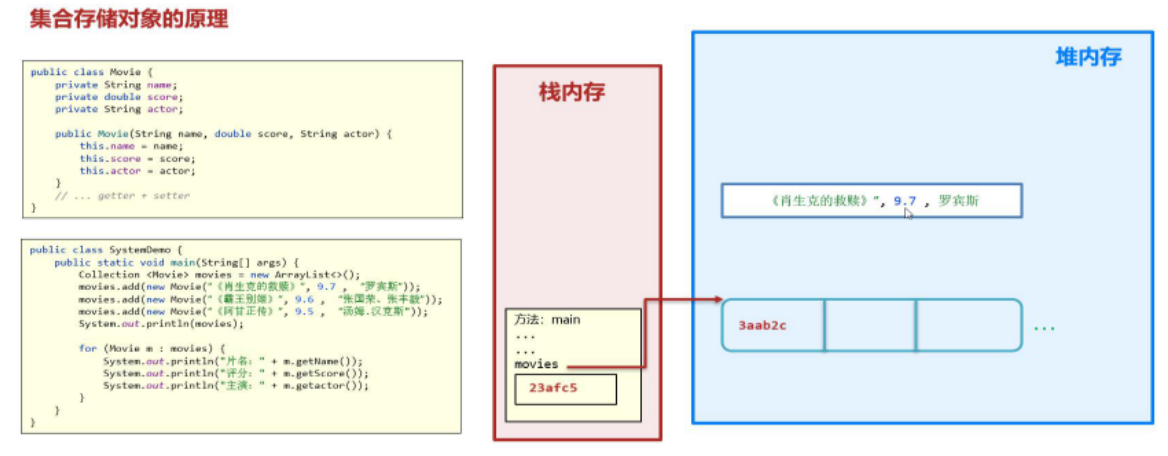 集合存储对象的原理
public class Movie {
private String name;
private double score;
private String actor;
public Movie(String name, double score, String actor) {
this.name = name;
this.score = score;
this.actor = actor;
}
// ... getter + setter
}
public class SystemDemo {
public static void main(String[] args) {
Collection <Movie> movies = new ArrayList<>();
movies.add(new Movie("《肖生克的救赎》", 9.7 , "罗宾斯"));
movies.add(new Movie("《霸王别姬》", 9.6 , "张国荣、张丰毅"));
movies.add(new Movie("《阿甘正传》", 9.5 , "汤姆.汉克斯"));
System.out.println(movies);
for (Movie m : movies) {
System.out.println("片名：" + m.getName());
System.out.println("评分：" + m.getScore());
System.out.println("主演：" + m.getactor());
}
}
}
栈内存
方法：main
...
...
movies
23afc5
堆内存
《肖生克的救赎》", 9.7 , 罗宾斯
3aab2c
...